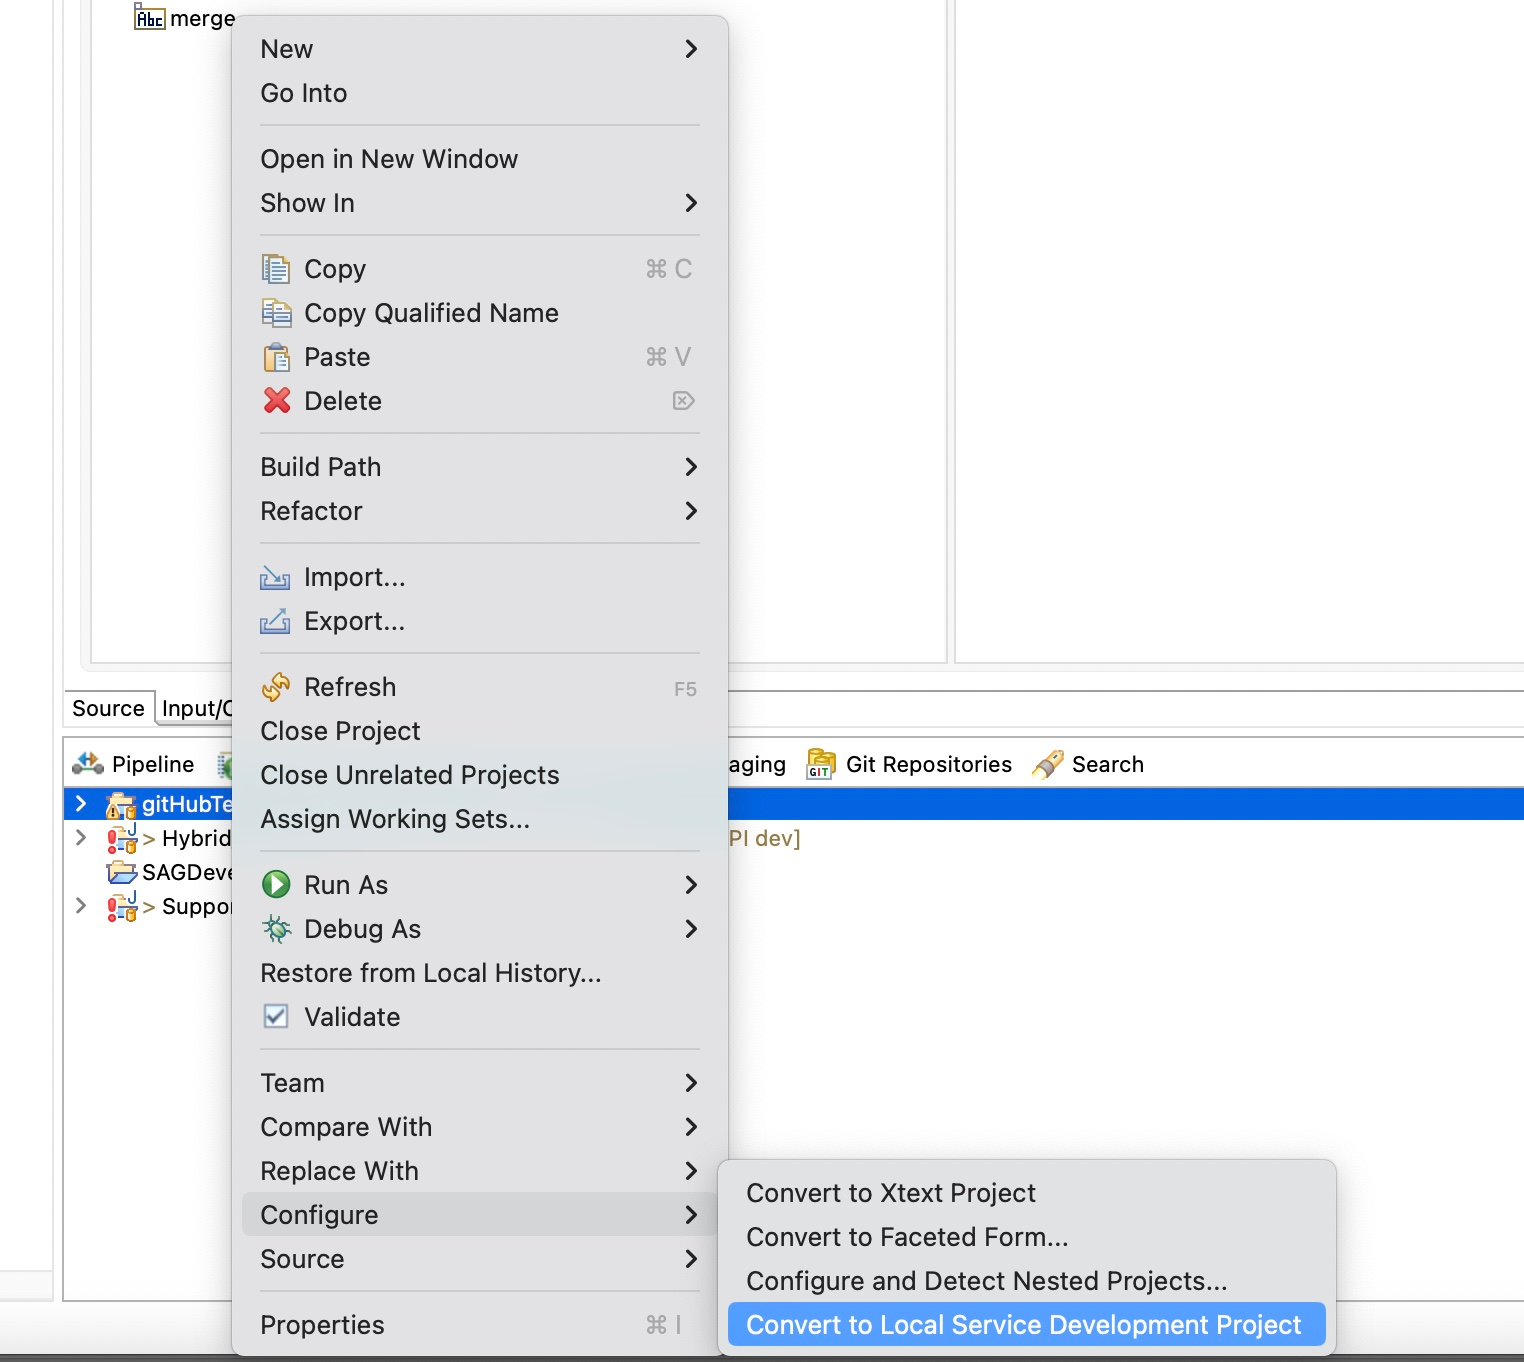 Abc merge
New
Go Into
Open in New Window
Show In
Copy ⌘ C
Copy Qualified Name
Paste ⌘ V
Delete
Build Path
Refactor
Import...
Export...
Refresh F5
Close Project
Close Unrelated Projects
Assign Working Sets...
Run As
Debug As
Restore from Local History...
Validate
Team
Compare With
Replace With
Configure
Source
Properties ⌘ I
Convert to Xtext Project
Convert to Faceted Form...
Configure and Detect Nested Projects...
Convert to Local Service Development Project
Source Input/
Pipeline aging GIT Git Repositories Search
gitHubTe
> Hybrid PI dev]
SAGDeve
> Suppo